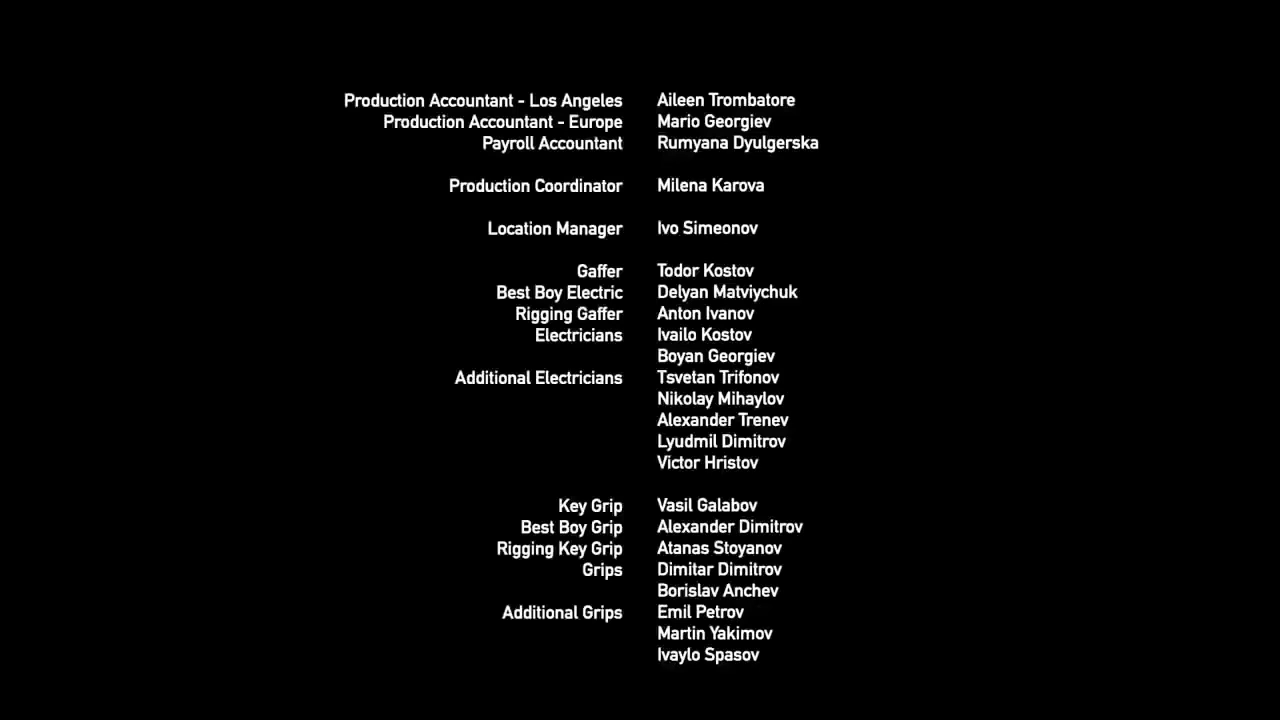 Production Accountant - Los Angeles Aileen Trombatore
Production Accountant - Europe Mario Georgiev
Payroll Accountant Rumyana Dyulgerska
Production Coordinator Milena Karova
Location Manager Ivo Simeonov
Gaffer Todor Kostov
Best Boy Electric Delyan Matviychuk
Rigging Gaffer Anton Ivanov
Electricians Ivailo Kostov
Boyan Georgiev
Additional Electricians Tsvetan Trifonov
Nikolay Mihaylov
Alexander Trenev
Lyudmil Dimitrov
Victor Hristov
Key Grip Vasil Galabov
Best Boy Grip Alexander Dimitrov
Rigging Key Grip Atanas Stoyanov
Grips Dimitar Dimitrov
Borislav Anchev
Additional Grips Emil Petrov
Martin Yakimov
Ivaylo Spasov